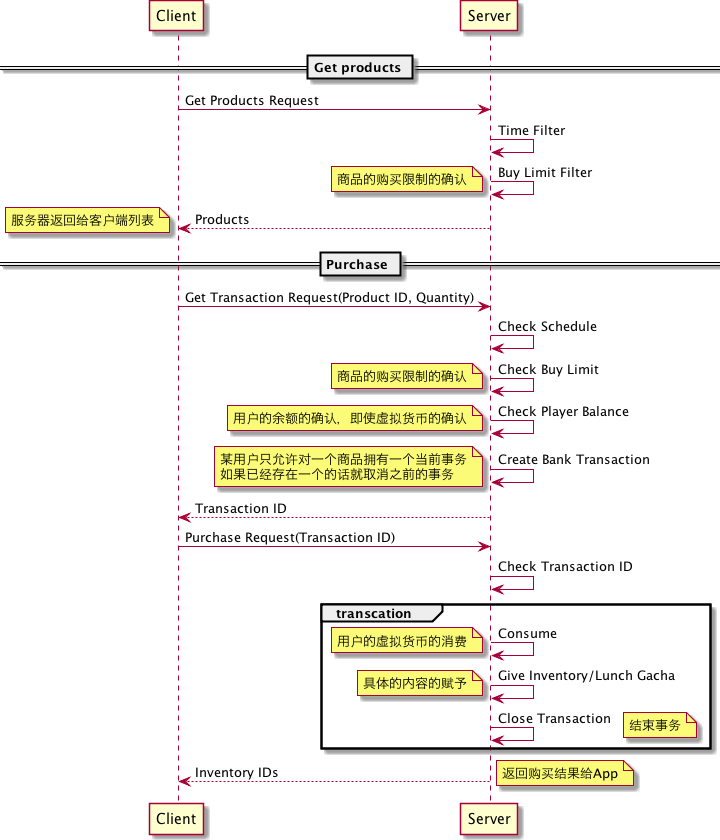 Client
Server
Get products
Get Products Request
Time Filter
商品的购买限制的确认
Buy Limit Filter
服务器返回给客户端列表
Products
Purchase
Get Transaction Request(Product ID, Quantity)
Check Schedule
商品的购买限制的确认
Check Buy Limit
用户的余额的确认，即使虚拟货币的确认
Check Player Balance
某用户只允许对一个商品拥有一个当前事务
如果已经存在一个的话就取消之前的事务
Create Bank Transaction
Transaction ID
Purchase Request(Transaction ID)
Check Transaction ID
transcation
用户的虚拟货币的消费
Consume
具体的内容的赋予
Give Inventory/Lunch Gacha
Close Transaction
结束事务
Inventory IDs
返回购买结果给App
Client
Server